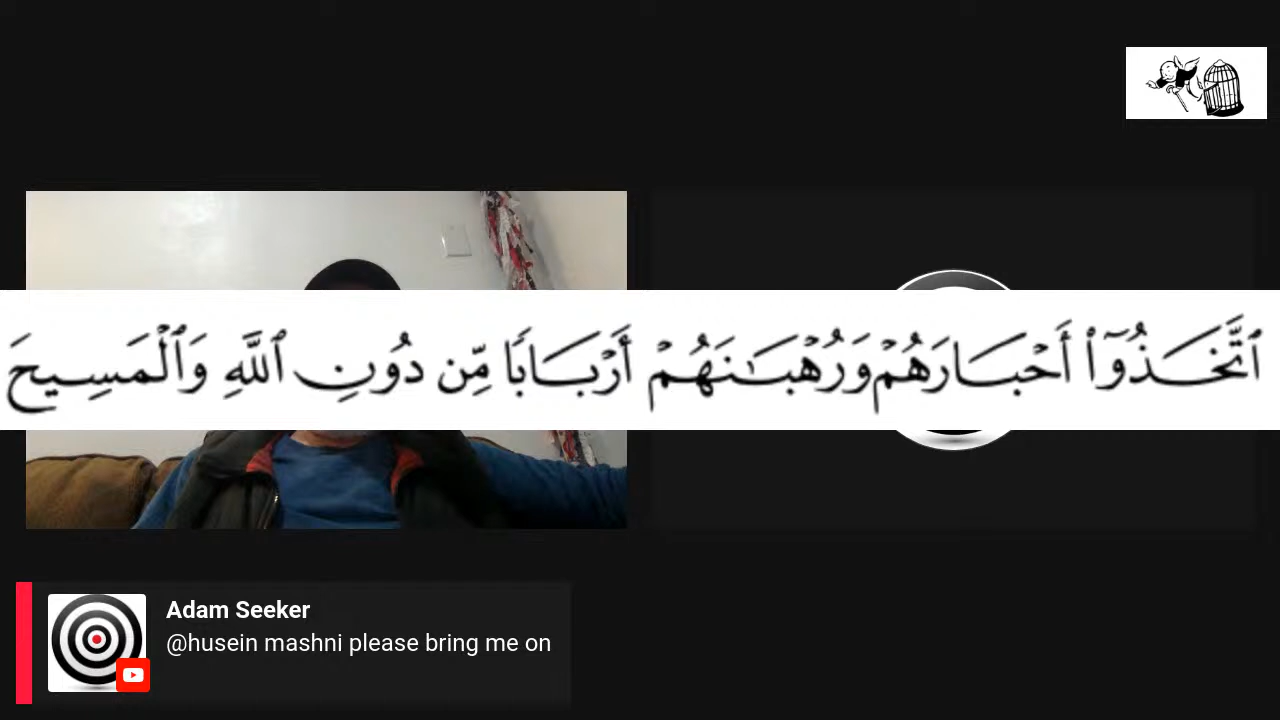 ٱتَّخَذُوٓا۟ أَحْبَارَهُمْ وَرُهْبَـٰنَهُمْ أَرْبَابًا مِّن دُونِ ٱللَّهِ وَٱلْمَسِيحَ
Adam Seeker
@husein mashni please bring me on